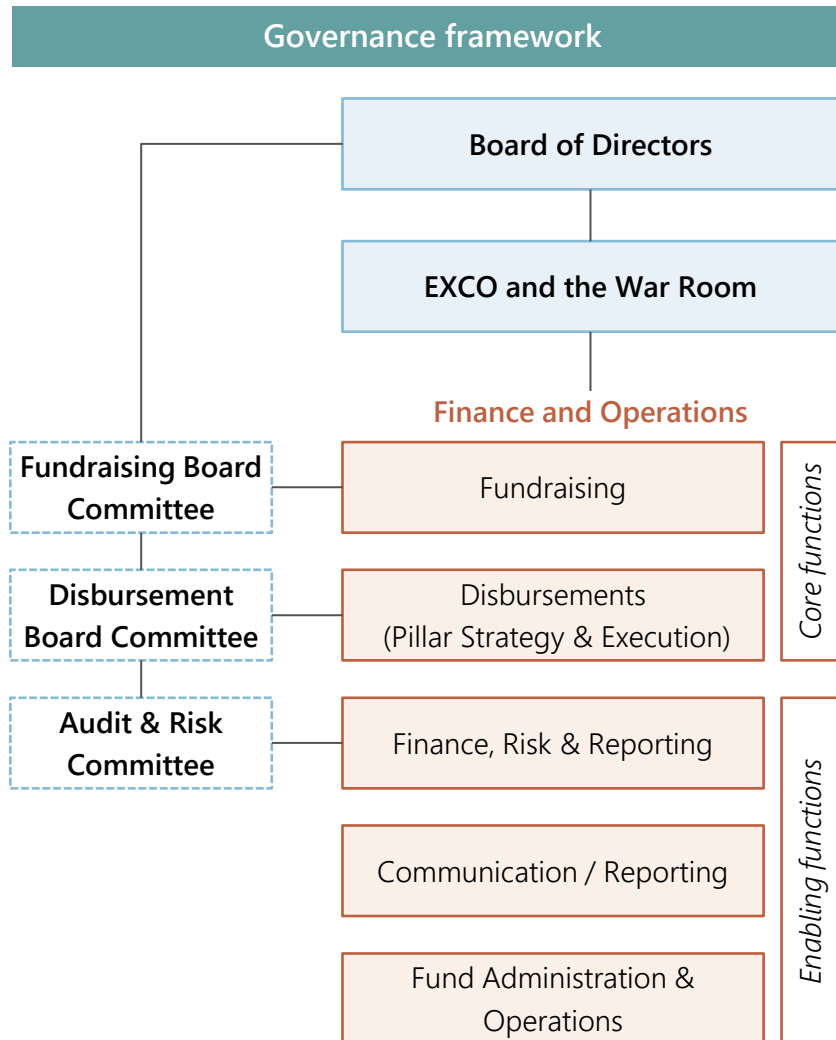 Governance framework
Board of Directors
EXCO and the War Room
Finance and Operations
Fundraising Board
Committee
Fundraising
Core functions
Disbursement
Board Committee
Disbursements
(Pillar Strategy & Execution)
Audit & Risk
Committee
Finance, Risk & Reporting
Enabling functions
Communication / Reporting
Fund Administration &
Operations